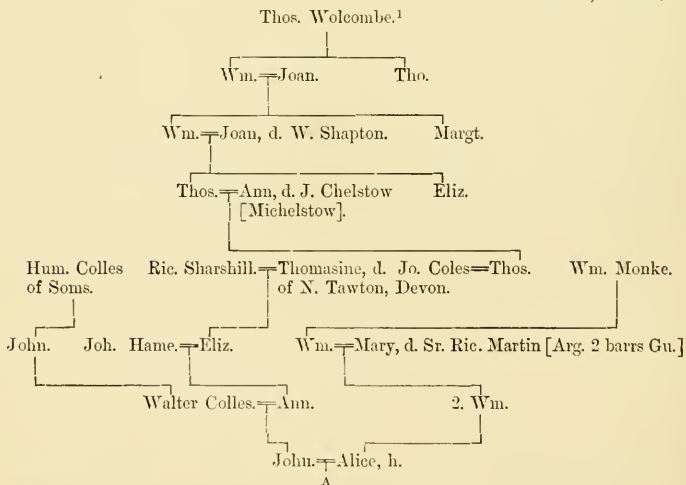 Thos. Wolcombe.¹
Wm.=Joan. Tho.
Wm.=Joan, d. W. Shapton. Margt.
Thos.=Ann, d. J. Chelstow Eliz.
[Michelstow].
Hum. Colles Ric. Sharshill.=Thomasine, d. Jo. Coles=Thos. Wm. Monke.
of Soms. of N. Tawton, Devon.
John. Joh. Hame.=Eliz. Wm.=Mary, d. Sr. Ric. Martin [Arg. 2 barrs Gu.]
Walter Colles.=Ann. 2. Wm.
John.=Alice, h.
A